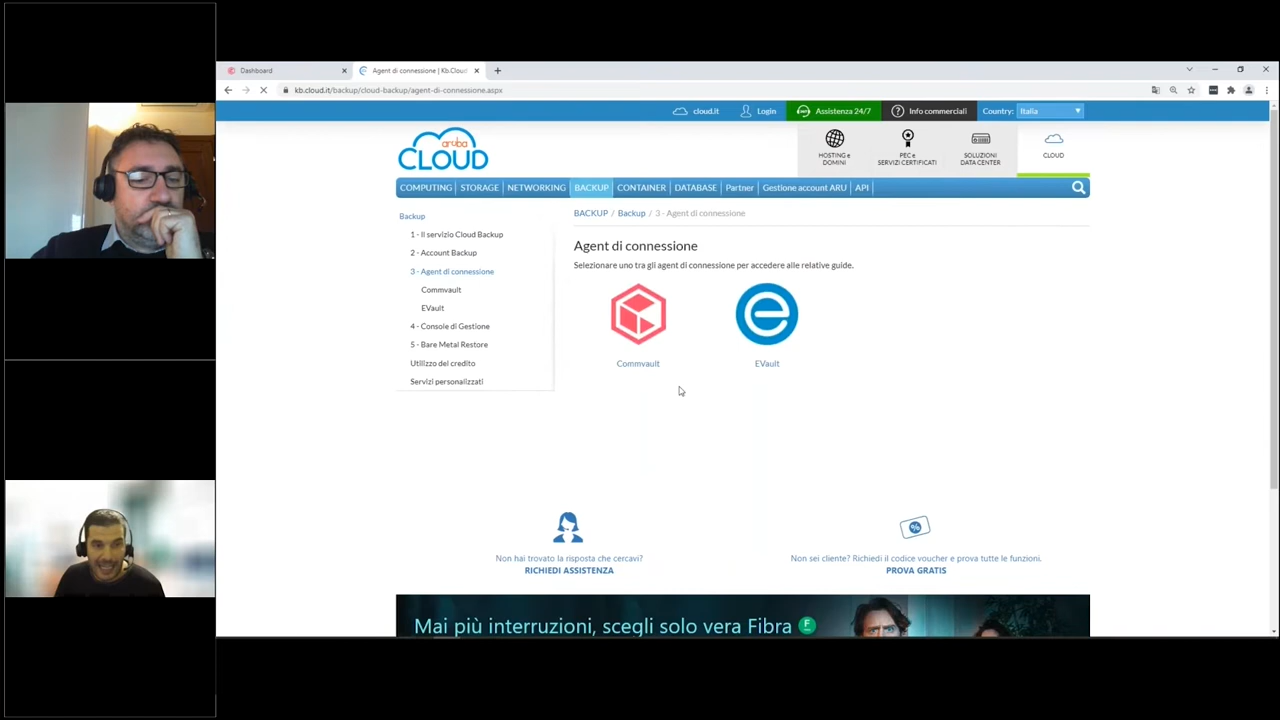 Dashboard
Agent di connessione | Kb.Cloud
kb.cloud.it/backup/cloud-backup/agent-di-connessione.aspx
cloud.it
Login
Assistenza 24/7
Info commerciali
Country:
Italia
aruba
CLOUD
HOSTING e
DOMINI
PEC e
SERVIZI CERTIFICATI
SOLUZIONI
DATA CENTER
CLOUD
COMPUTING
STORAGE
NETWORKING
BACKUP
CONTAINER
DATABASE
Partner
Gestione account ARU
API
Backup
1 - Il servizio Cloud Backup
2 - Account Backup
3 - Agent di connessione
Commvault
EVault
4 - Console di Gestione
5 - Bare Metal Restore
Utilizzo del credito
Servizi personalizzati
BACKUP / Backup / 3 - Agent di connessione
Agent di connessione
Selezionare uno tra gli agent di connessione per accedere alle relative guide.
Commvault
EVault
Non hai trovato la risposta che cercavi?
RICHIEDI ASSISTENZA
Non sei cliente? Richiedi il codice voucher e prova tutte le funzioni.
PROVA GRATIS
Mai più interruzioni, scegli solo vera Fibra F